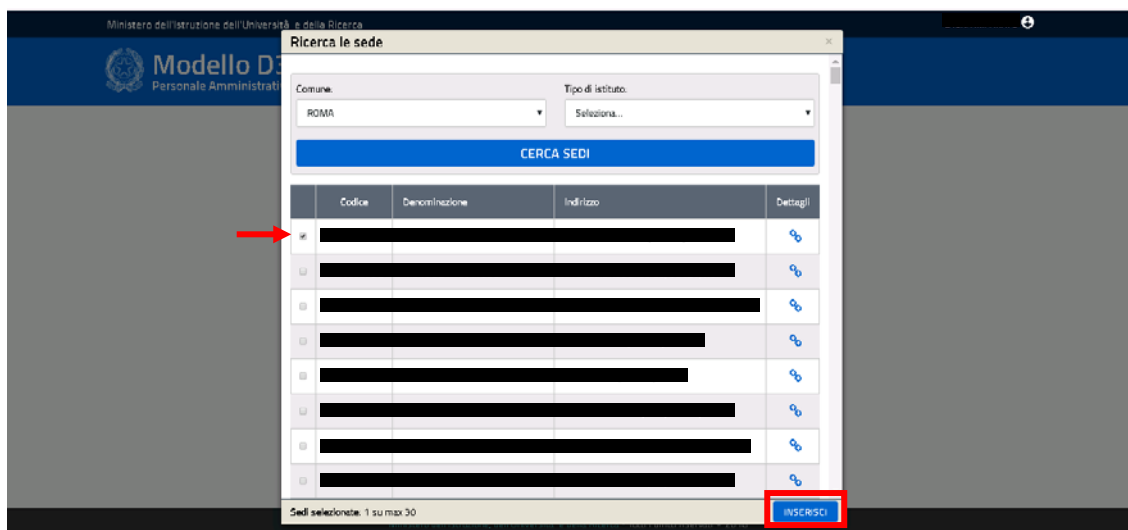 Ministero dell'Istruzione dell'Università e della Ricerca
Ricerca le sede
×
Modello D3
Personale Amministrati
Comune.
Tipo di istituto.
ROMA
Seleziona...
CERCA SEDI
Codice Denominazione Indirizzo Dettagli
Sedi selezionate. 1 su max 30
INSERISCI